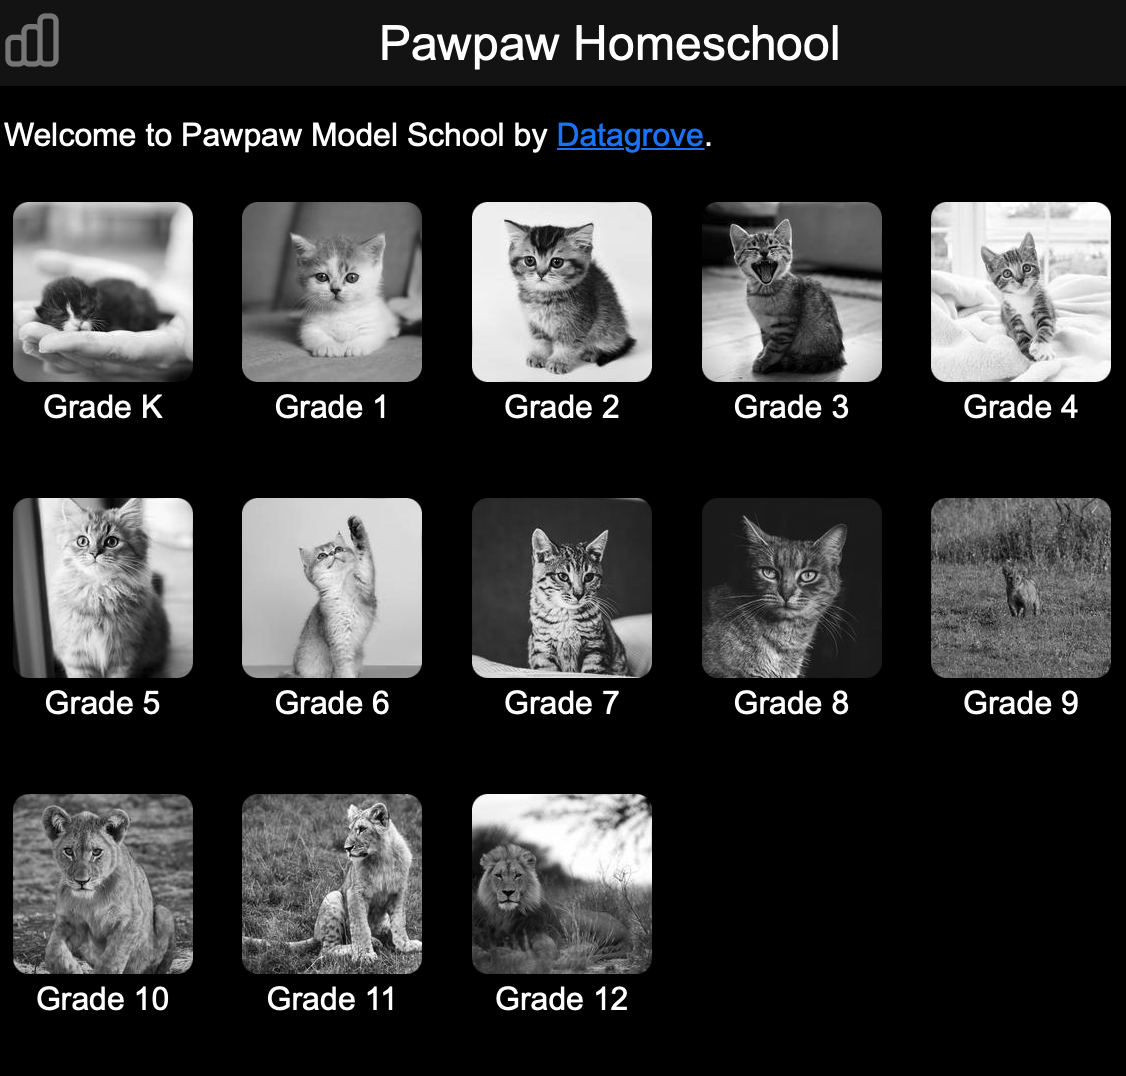 Pawpaw Homeschool
Welcome to Pawpaw Model School by Datagrove.
Grade K
Grade 1
Grade 2
Grade 3
Grade 4
Grade 5
Grade 6
Grade 7
Grade 8
Grade 9
Grade 10
Grade 11
Grade 12